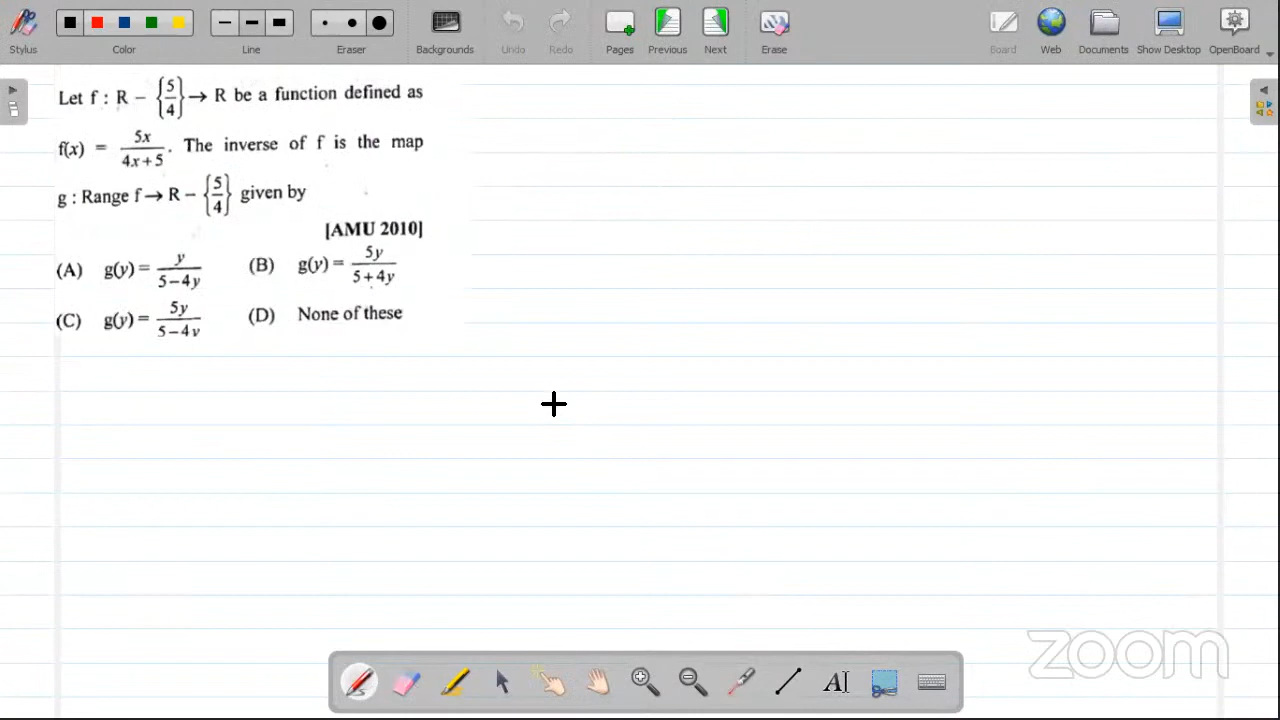 Stylus Color Line Eraser Backgrounds Undo Redo Pages Previous Next Erase Board Web Documents Show Desktop OpenBoard
Let f : R − {5/4} → R be a function defined as
f(x) = 5x/(4x+5). The inverse of f is the map
g : Range f → R − {5/4} given by
[AMU 2010]
(A) g(y) = y/(5−4y) (B) g(y) = 5y/(5+4y)
(C) g(y) = 5y/(5−4y) (D) None of these
zoom